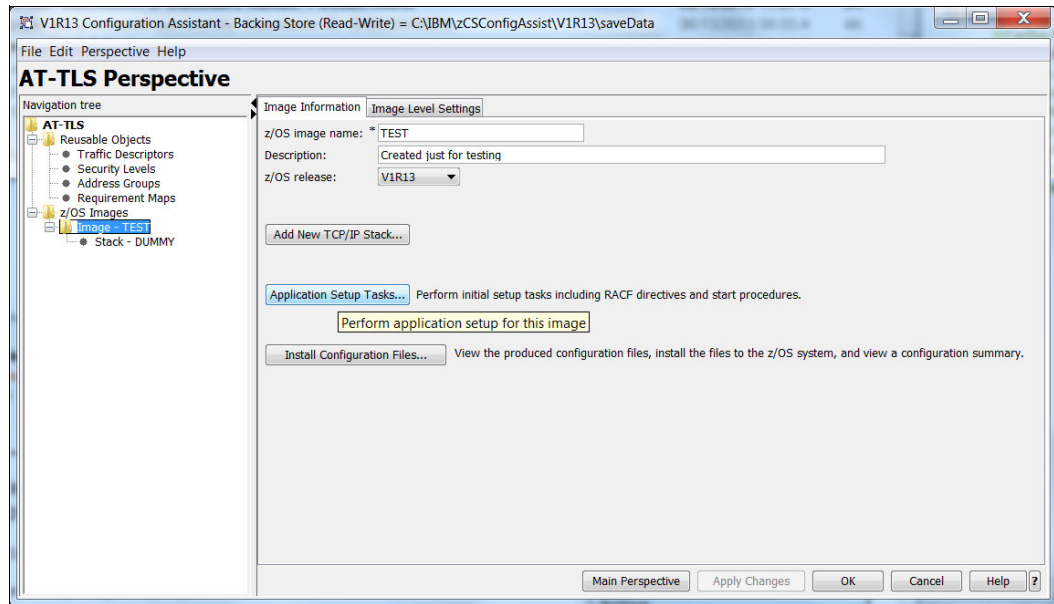 V1R13 Configuration Assistant - Backing Store (Read-Write) = C:\IBM\zCSConfigAssist\V1R13\saveData
File Edit Perspective Help
AT-TLS Perspective
Navigation tree
AT-TLS
Reusable Objects
Traffic Descriptors
Security Levels
Address Groups
Requirement Maps
z/OS Images
Image - TEST
Stack - DUMMY
Image Information Image Level Settings
z/OS image name: * TEST
Description: Created just for testing
z/OS release: V1R13
Add New TCP/IP Stack...
Application Setup Tasks... Perform initial setup tasks including RACF directives and start procedures.
Perform application setup for this image
Install Configuration Files... View the produced configuration files, install the files to the z/OS system, and view a configuration summary.
Main Perspective Apply Changes OK Cancel Help ?